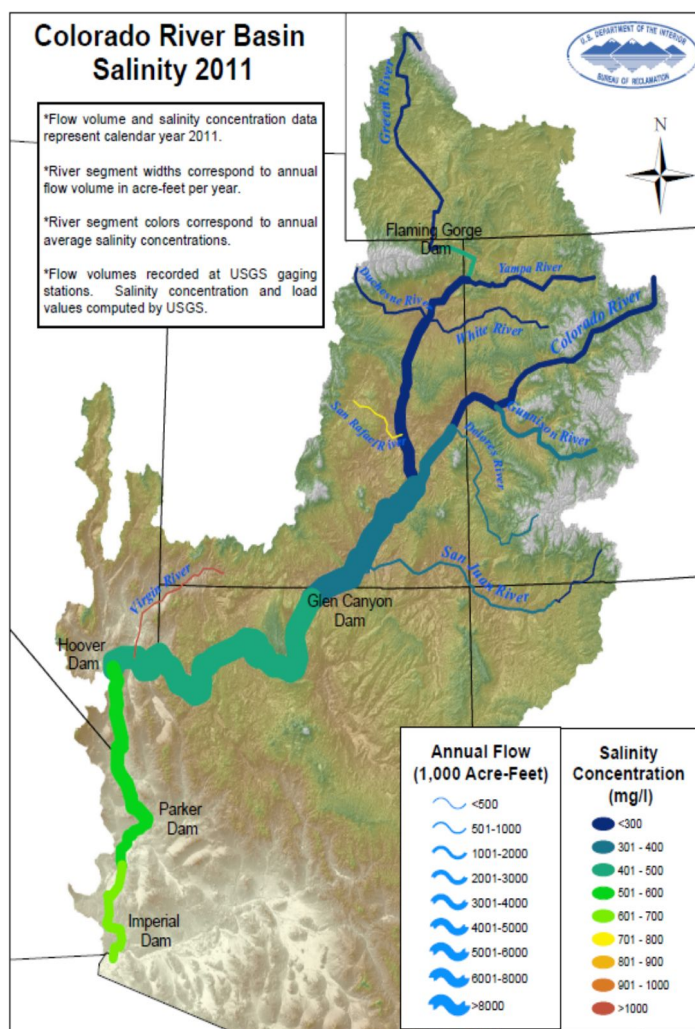 Colorado River Basin
Salinity 2011
*Flow volume and salinity concentration data
represent calendar year 2011.
*River segment widths correspond to annual
flow volume in acre-feet per year.
*River segment colors correspond to annual
average salinity concentrations.
*Flow volumes recorded at USGS gaging
stations. Salinity concentration and load
values computed by USGS.
U.S. DEPARTMENT OF THE INTERIOR
BUREAU OF RECLAMATION
N
Green River
Flaming Gorge
Dam
Yampa River
Duchesne River
White River
Colorado River
San Rafael River
Dolores River
Gunnison River
San Juan River
Virgin River
Glen Canyon
Dam
Hoover
Dam
Parker
Dam
Imperial
Dam
Annual Flow
(1,000 Acre-Feet)
<500
501-1000
1001-2000
2001-3000
3001-4000
4001-5000
5001-6000
6001-8000
>8000
Salinity
Concentration
(mg/l)
<300
301 - 400
401 - 500
501 - 600
601 - 700
701 - 800
801 - 900
901 - 1000
>1000